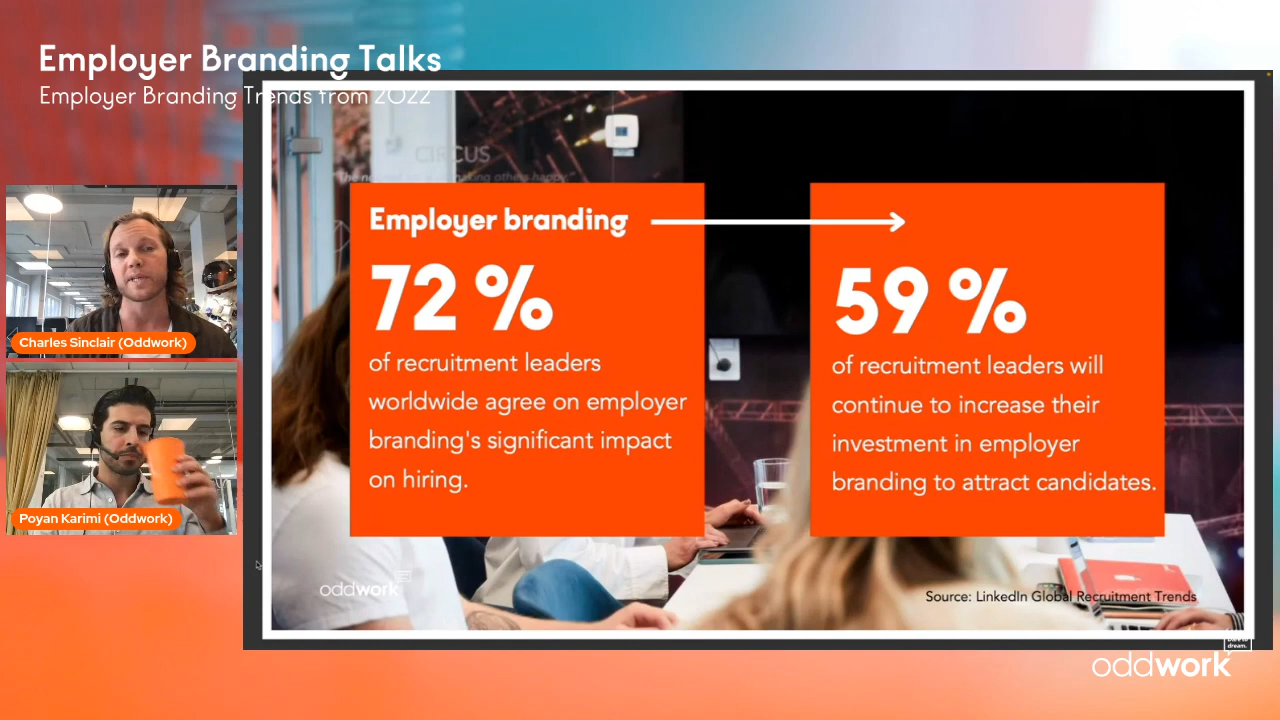 Employer Branding Talks
Employer Branding Trends from 2022
CIRCUS
Employer branding
72 %
of recruitment leaders
worldwide agree on employer
branding's significant impact
on hiring.
59 %
of recruitment leaders will
continue to increase their
investment in employer
branding to attract candidates.
Charles Sinclair (Oddwork)
Poyan Karimi (Oddwork)
oddwork
Source: LinkedIn Global Recruitment Trends
dream.
oddwork